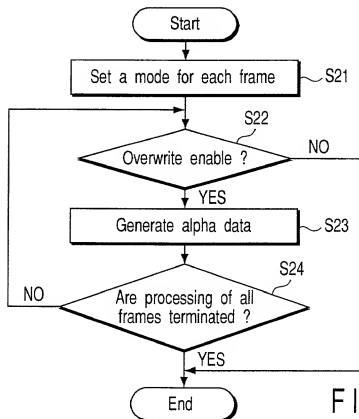 Start
Set a mode for each frame
S21
S22
Overwrite enable ?
NO
YES
Generate alpha data
S23
S24
NO
Are processing of all
frames terminated ?
YES
End
F I